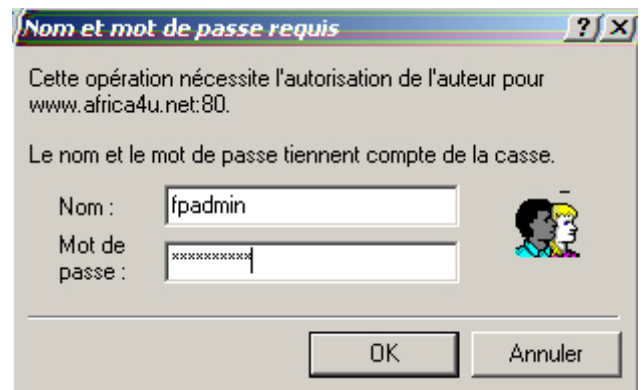 Nom et mot de passe requis
Cette opération nécessite l'autorisation de l'auteur pour
www.africa4u.net:80.
Le nom et le mot de passe tiennent compte de la casse.
Nom : fpadmin
Mot de
passe : xxxxxxxxxx
OK Annuler